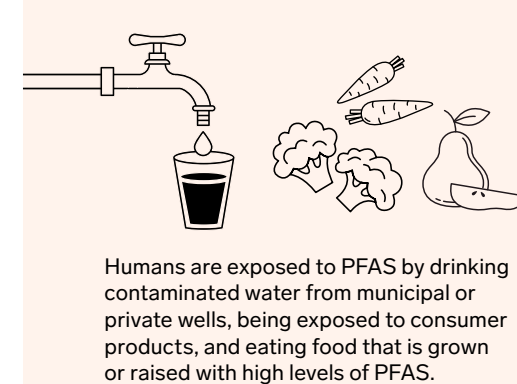 Humans are exposed to PFAS by drinking
contaminated water from municipal or
private wells, being exposed to consumer
products, and eating food that is grown
or raised with high levels of PFAS.